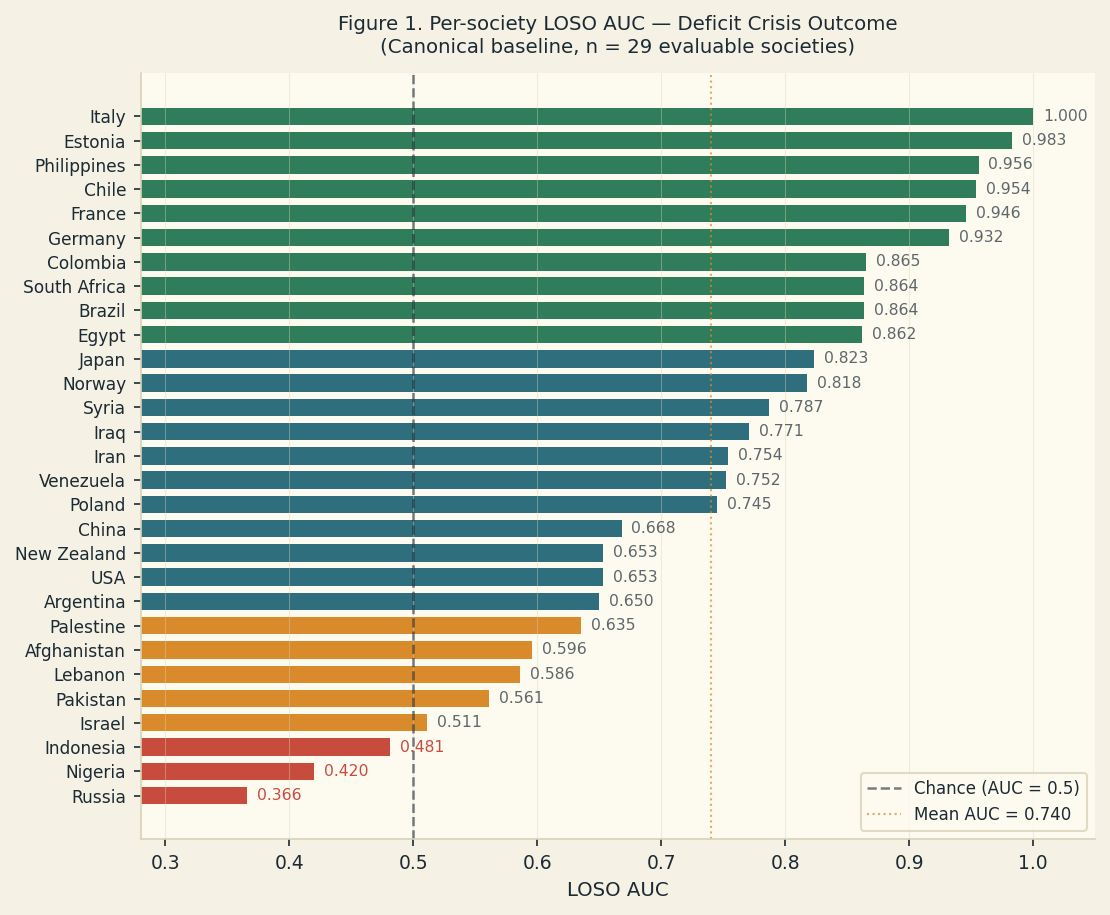 Figure 1. Per-society LOSO AUC — Deficit Crisis Outcome
(Canonical baseline, n = 29 evaluable societies)
Italy 1.000
Estonia 0.983
Philippines 0.956
Chile 0.954
France 0.946
Germany 0.932
Colombia 0.865
South Africa 0.864
Brazil 0.864
Egypt 0.862
Japan 0.823
Norway 0.818
Syria 0.787
Iraq 0.771
Iran 0.754
Venezuela 0.752
Poland 0.745
China 0.668
New Zealand 0.653
USA 0.653
Argentina 0.650
Palestine 0.635
Afghanistan 0.596
Lebanon 0.586
Pakistan 0.561
Israel 0.511
Indonesia 0.481
Nigeria 0.420
Russia 0.366
Chance (AUC = 0.5)
Mean AUC = 0.740
0.3 0.4 0.5 0.6 0.7 0.8 0.9 1.0
LOSO AUC